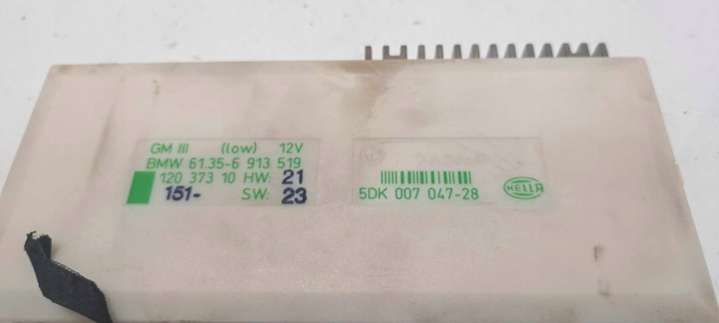 GM III (low) 12V
BMW 61.35-6 913 519
120 373 10 HW: 21
151- SW: 23
5DK 007 047-28
HELLA